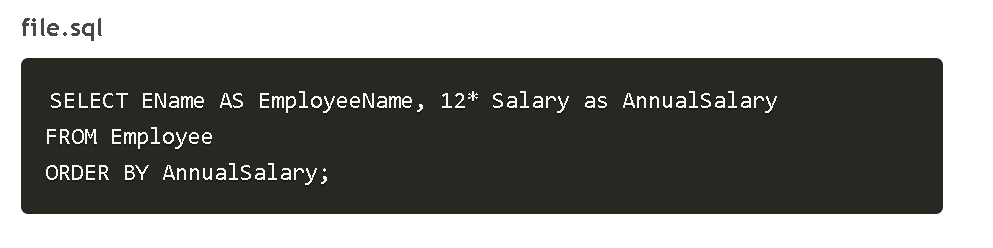 file.sql
SELECT EName AS EmployeeName, 12* Salary as AnnualSalary
FROM Employee
ORDER BY AnnualSalary;